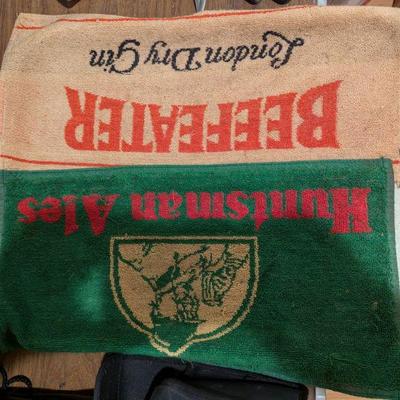 BEEFEATER
London Dry Gin
Huntsman Ales